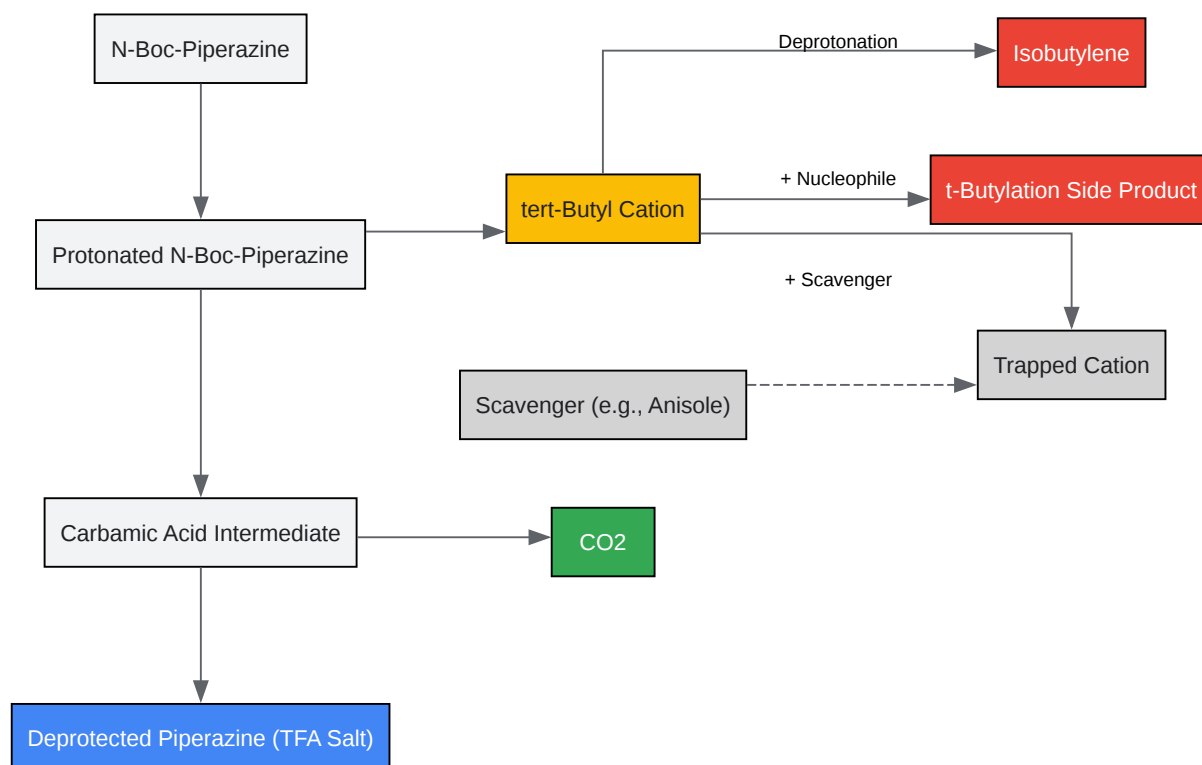 N-Boc-Piperazine
Deprotonation
Isobutylene
+ Nucleophile
t-Butylation Side Product
tert-Butyl Cation
Protonated N-Boc-Piperazine
+ Scavenger
Trapped Cation
Scavenger (e.g., Anisole)
Carbamic Acid Intermediate
CO2
Deprotected Piperazine (TFA Salt)